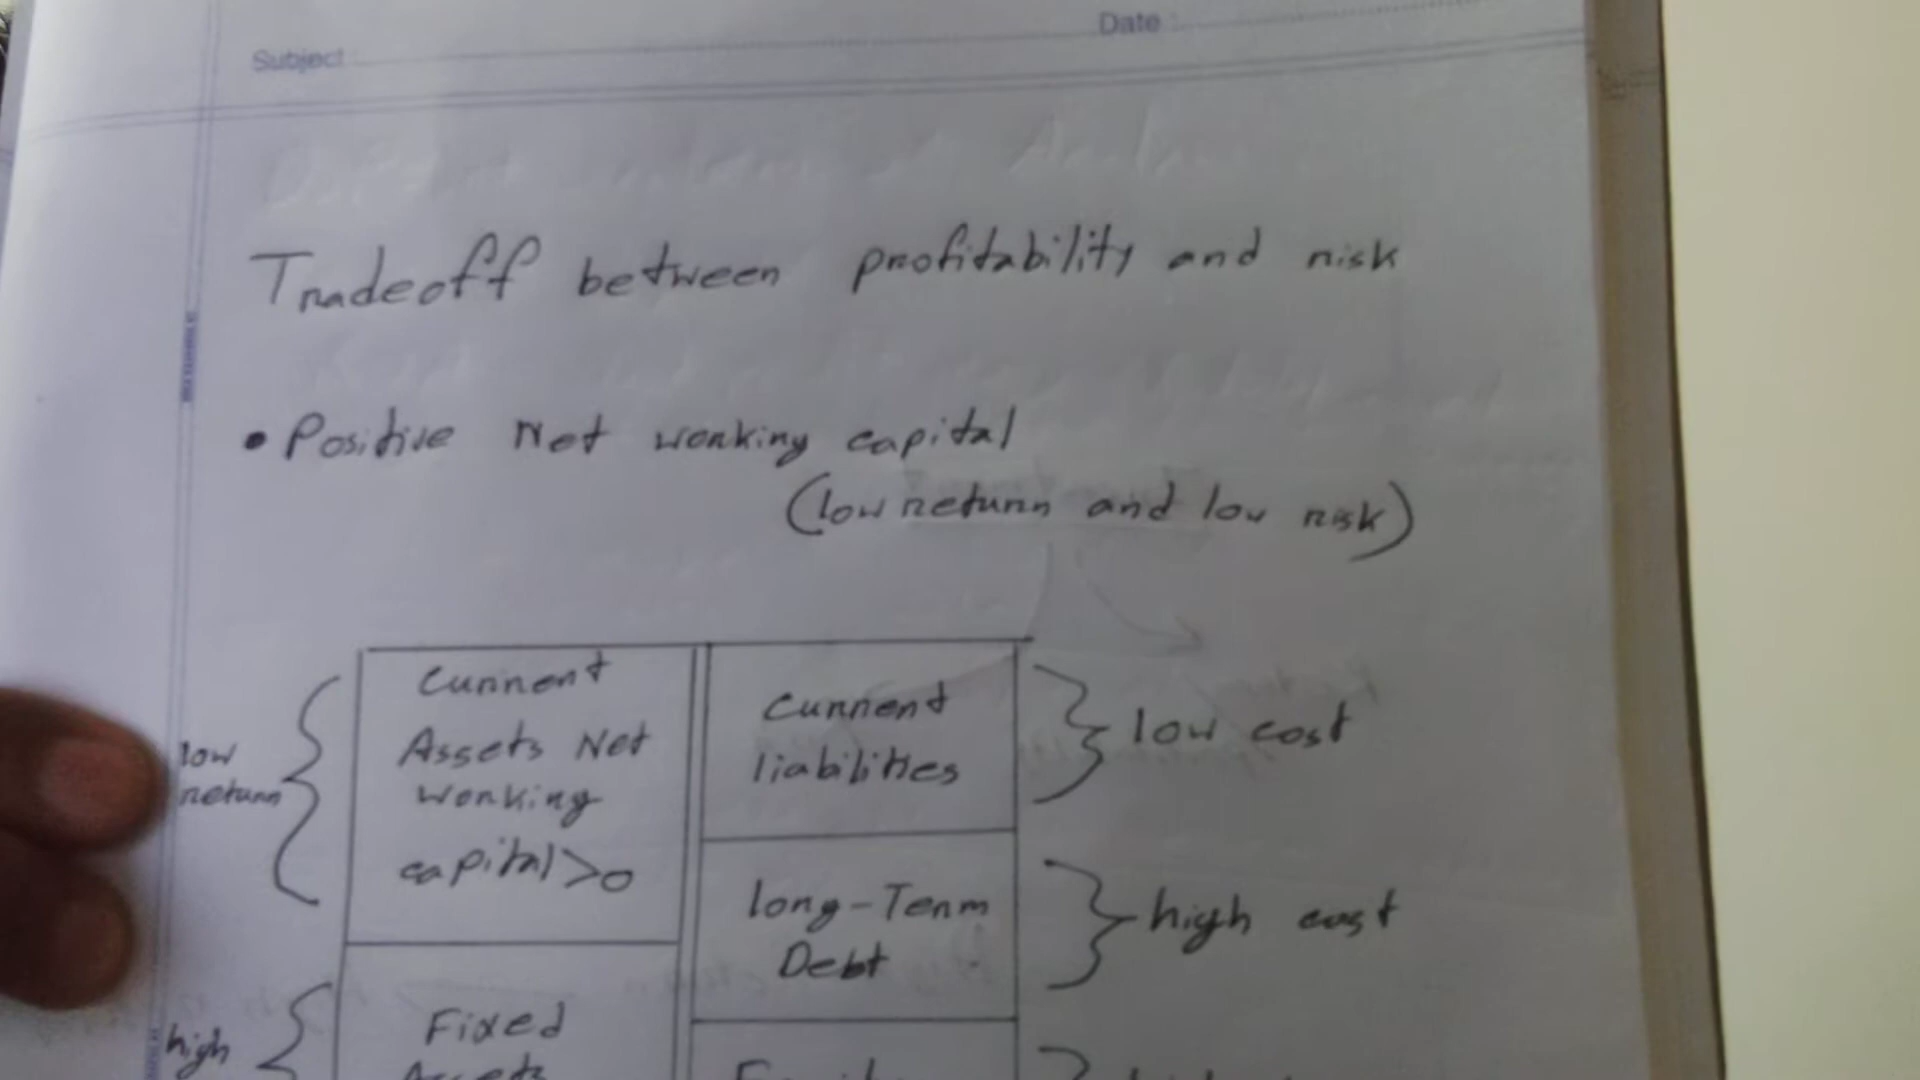 Subject
Date :
Tradeoff between profitability and risk
• Positive Net working capital
(low return and low risk)
low
return
Current
Assets Net
working
capital>0
Current
liabilities
low cost
long-Term
Debt
high cost
high
Fixed
Assets